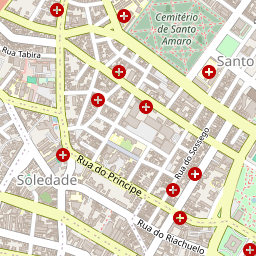 Cemitério
de Santo
Amaro
Rua Tabira
Santo
Rua do Sossego
Rua do Príncipe
Soledade
Rua do Riachuelo